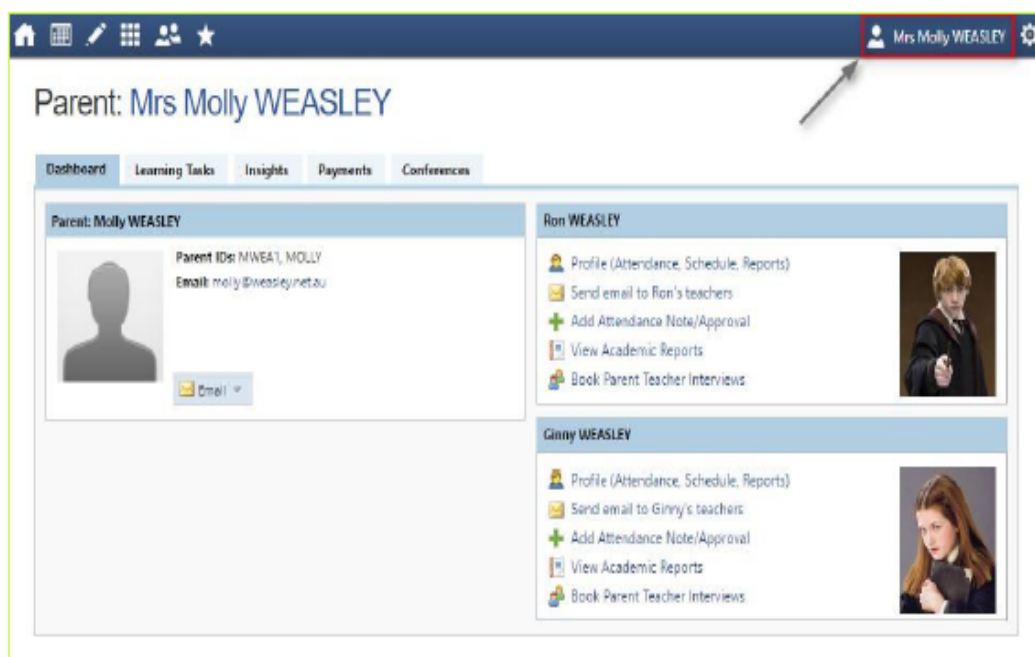 Mrs Molly WEASLEY
Parent: Mrs Molly WEASLEY
Dashboard Learning Tasks Insights Payments Conferences
Parent: Molly WEASLEY
Parent IDs: MWEA1, MOLLY
Email: molly@weasley.net.au
Email
Ron WEASLEY
Profile (Attendance, Schedule, Reports)
Send email to Ron's teachers
Add Attendance Note/Approval
View Academic Reports
Book Parent Teacher Interviews
Ginny WEASLEY
Profile (Attendance, Schedule, Reports)
Send email to Ginny's teachers
Add Attendance Note/Approval
View Academic Reports
Book Parent Teacher Interviews